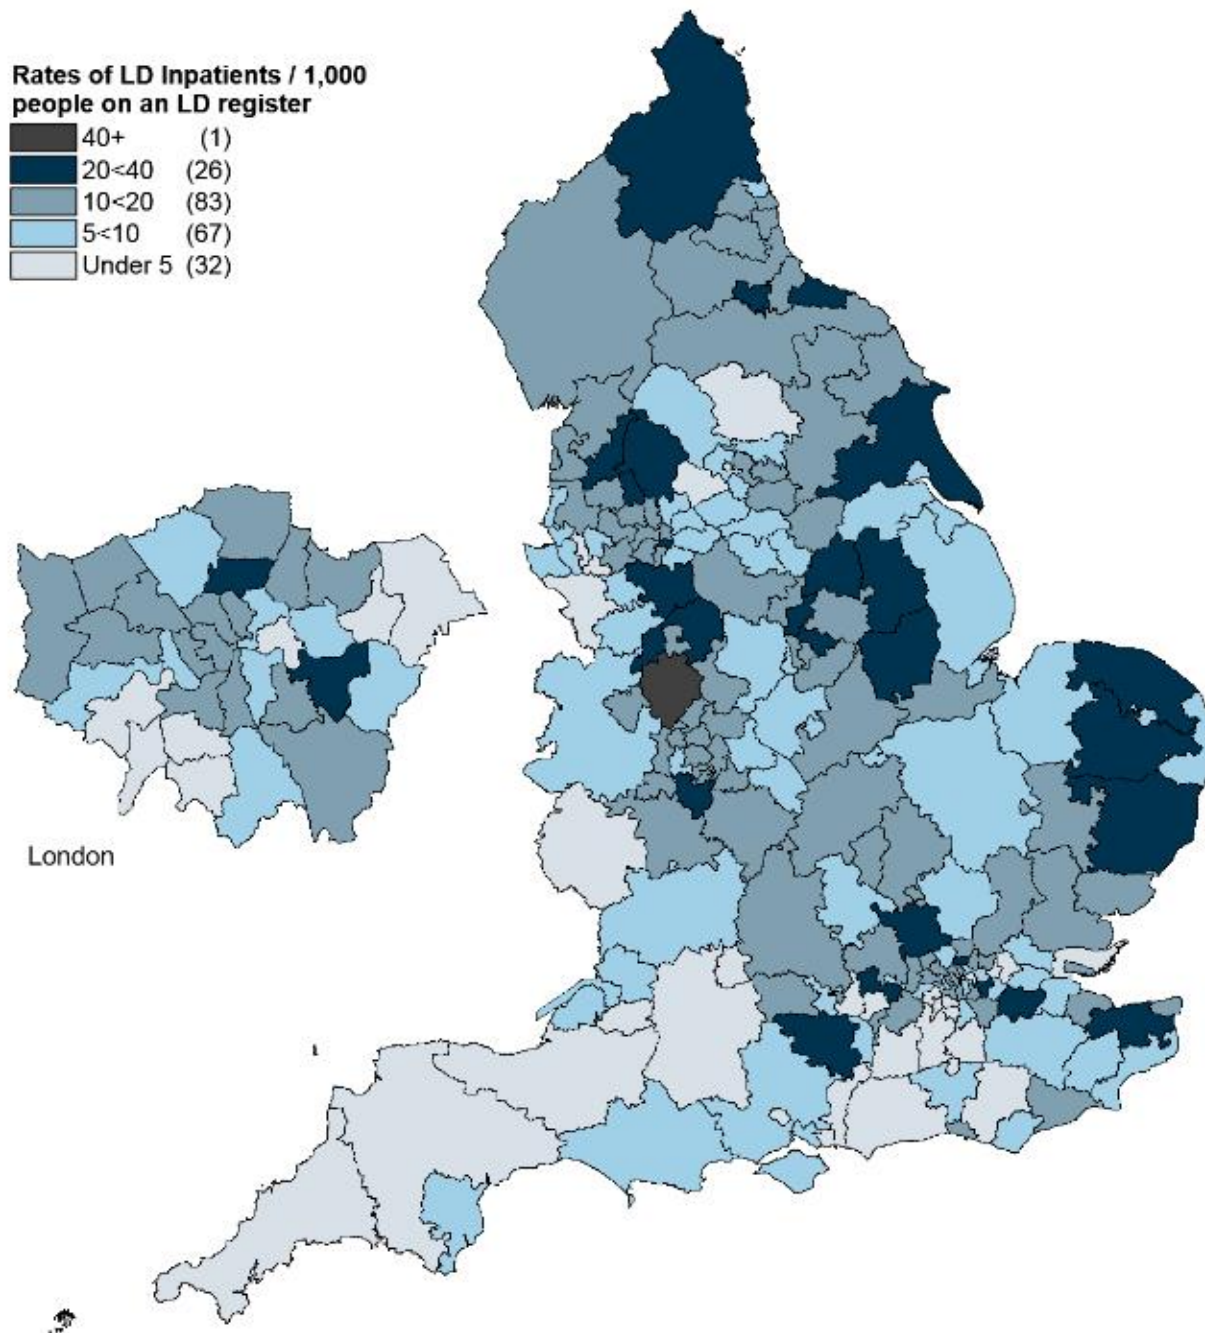 Rates of LD Inpatients / 1,000
people on an LD register
40+ (1)
20<40 (26)
10<20 (83)
5<10 (67)
Under 5 (32)
London